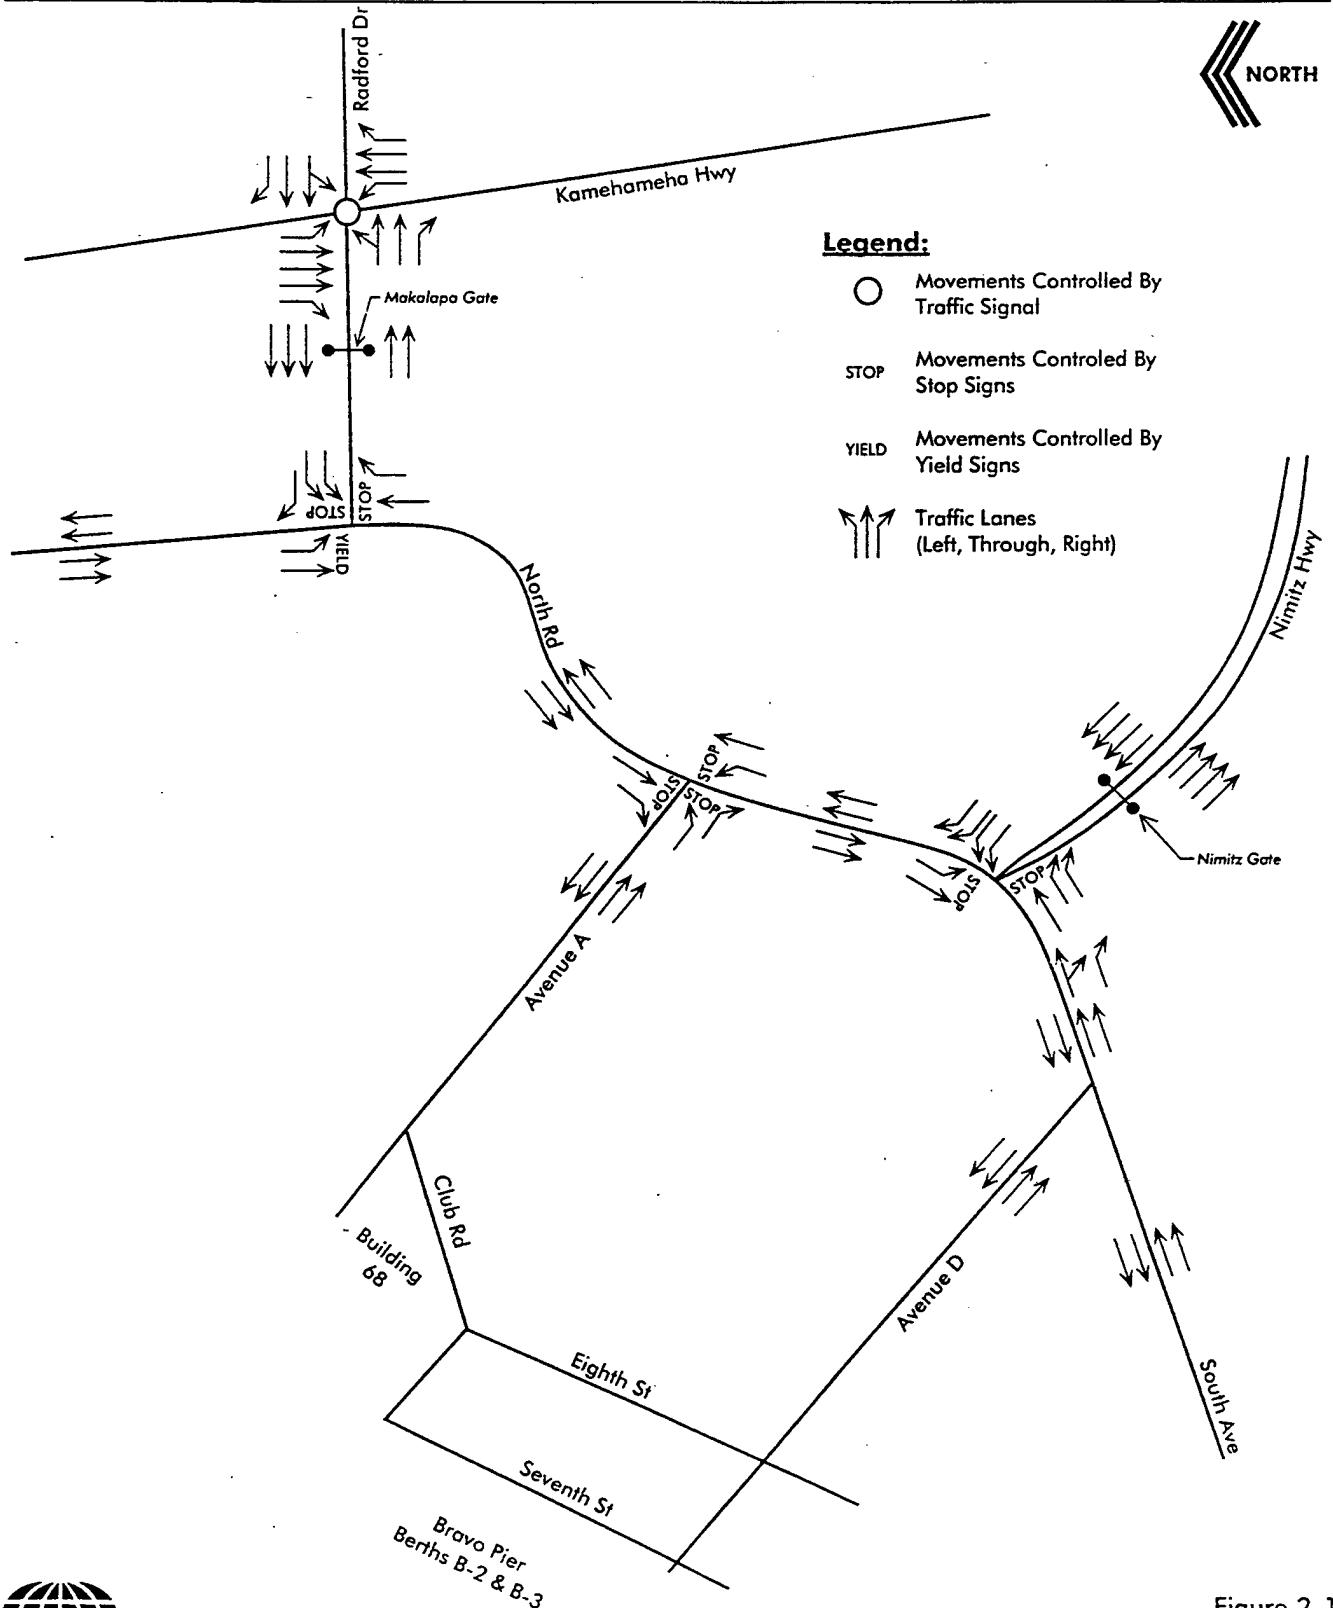 Radford Dr
NORTH
Kamehameha Hwy
Legend:
Movements Controlled By
Traffic Signal
STOP
Movements Controled By
Stop Signs
YIELD
Movements Controlled By
Yield Signs
Traffic Lanes
(Left, Through, Right)
Makalapa Gate
STOP
STOP
YIELD
North Rd
Nimitz Hwy
STOP
STOP
STOP
Nimitz Gate
STOP
STOP
Avenue A
Club Rd
Building
68
Avenue D
Eighth St
South Ave
Seventh St
Bravo Pier
Berths B-2 & B-3
Figure 2.1